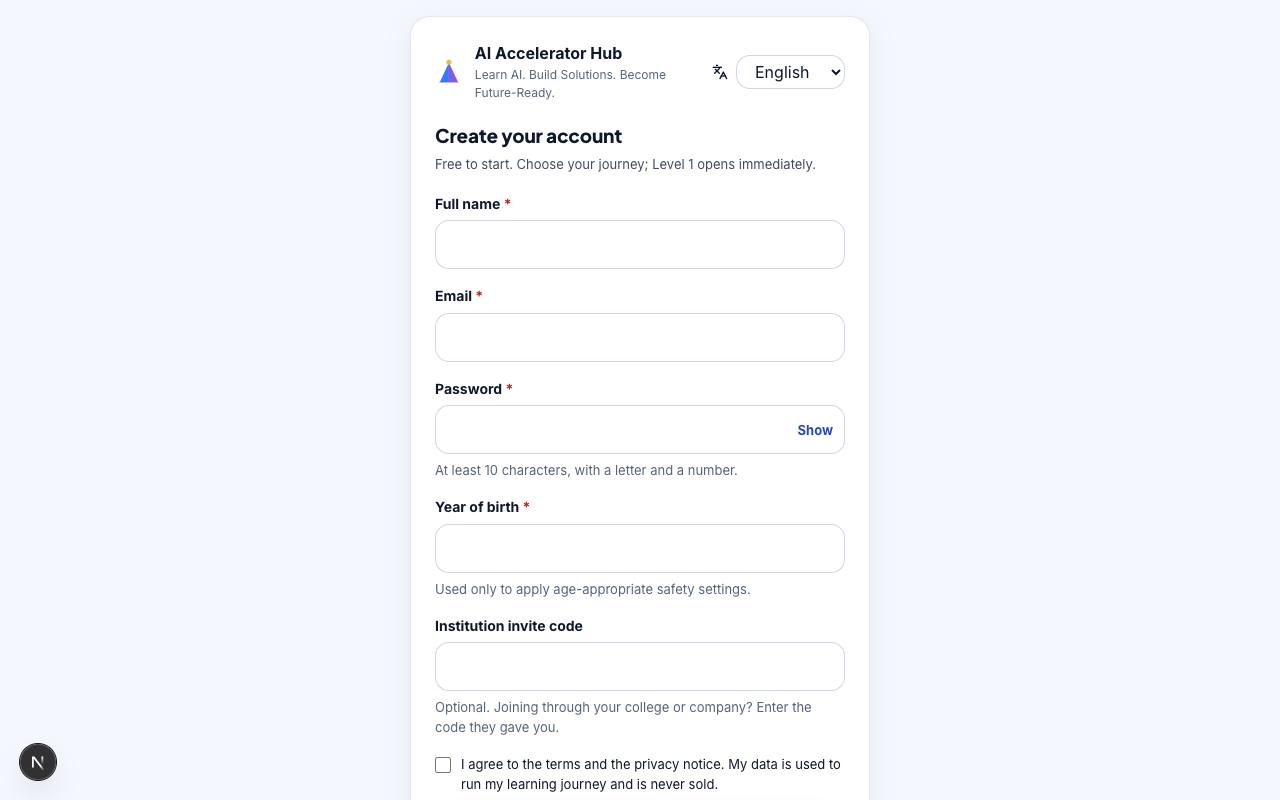 AI Accelerator Hub
Learn AI. Build Solutions. Become
Future-Ready.
English
Create your account
Free to start. Choose your journey; Level 1 opens immediately.
Full name *
Email *
Password *
Show
At least 10 characters, with a letter and a number.
Year of birth *
Used only to apply age-appropriate safety settings.
Institution invite code
Optional. Joining through your college or company? Enter the
code they gave you.
I agree to the terms and the privacy notice. My data is used to
run my learning journey and is never sold.
N